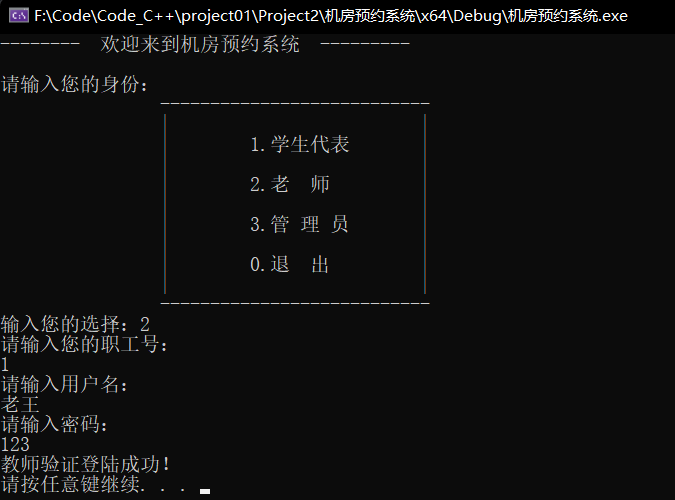 F:\Code\Code_C++\project01\Project2\机房预约系统\x64\Debug\机房预约系统.exe
--------  欢迎来到机房预约系统  ---------
请输入您的身份：
---------------------------
1.学生代表
2.老  师
3.管 理 员
0.退  出
---------------------------
输入您的选择：2
请输入您的职工号：
1
请输入用户名：
老王
请输入密码：
123
教师验证登陆成功！
请按任意键继续. . .